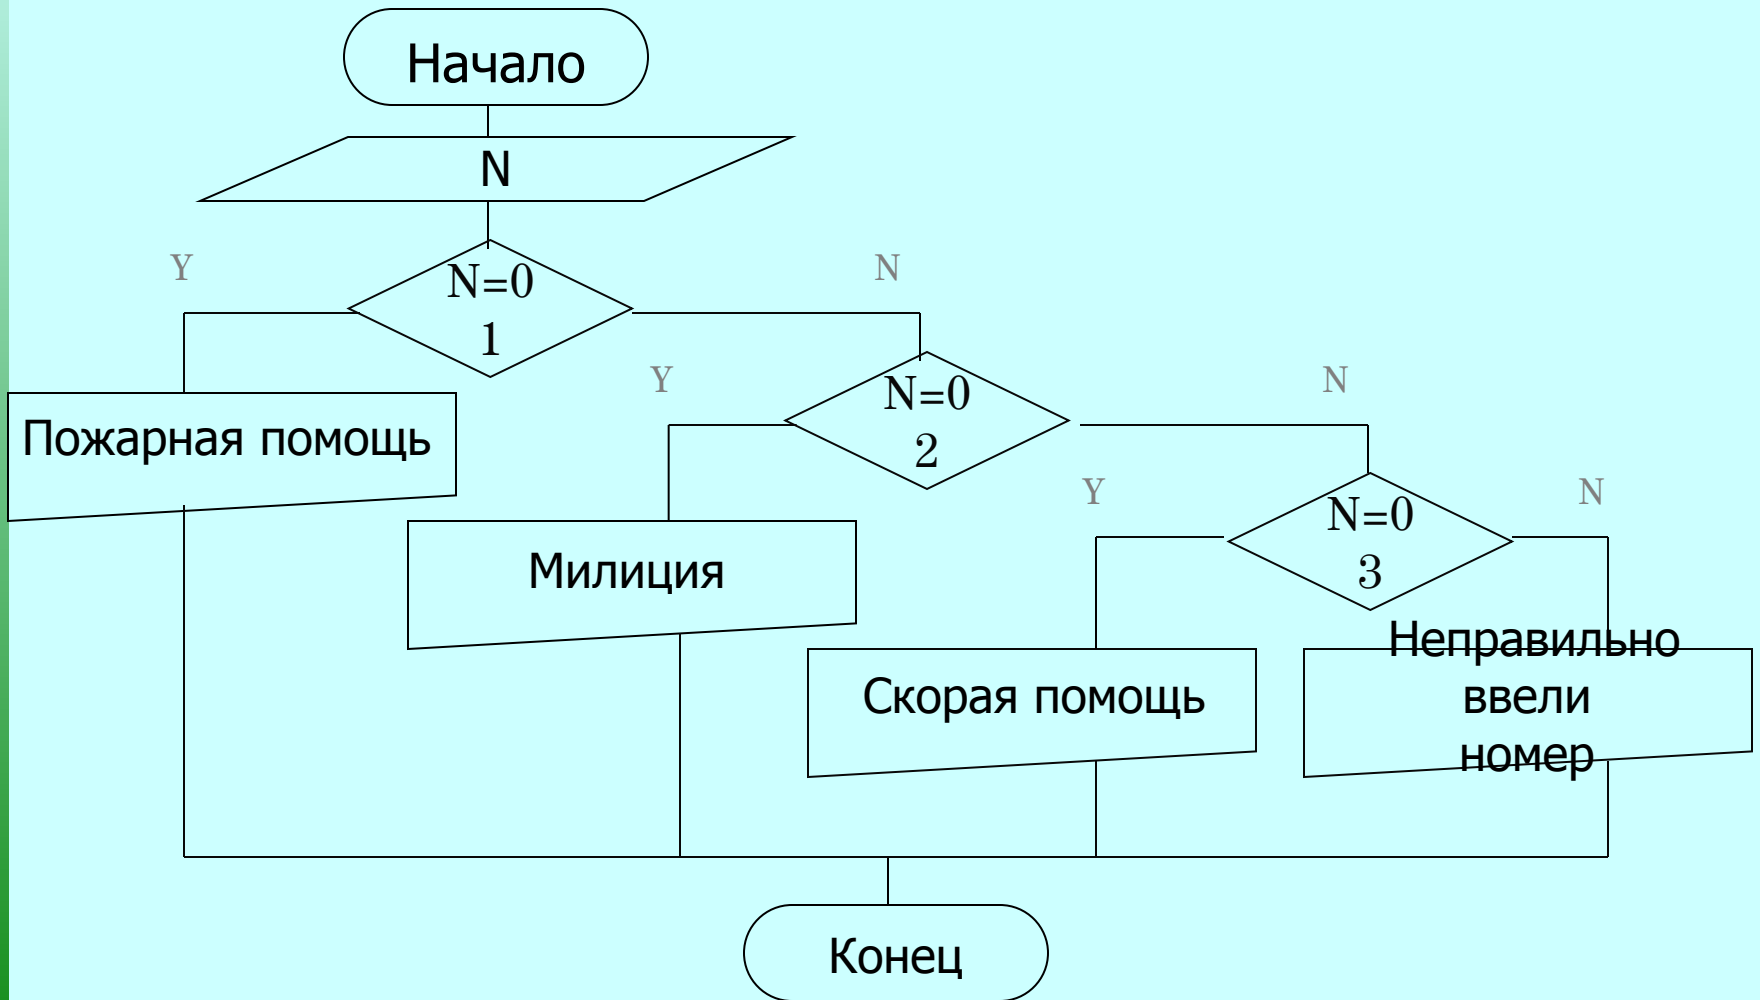 Начало
N
Y
N
N=0
1
Y
N
N=0
2
Пожарная помощь
Y
N
N=0
3
Милиция
Скорая помощь
Неправильно
ввели
номер
Конец